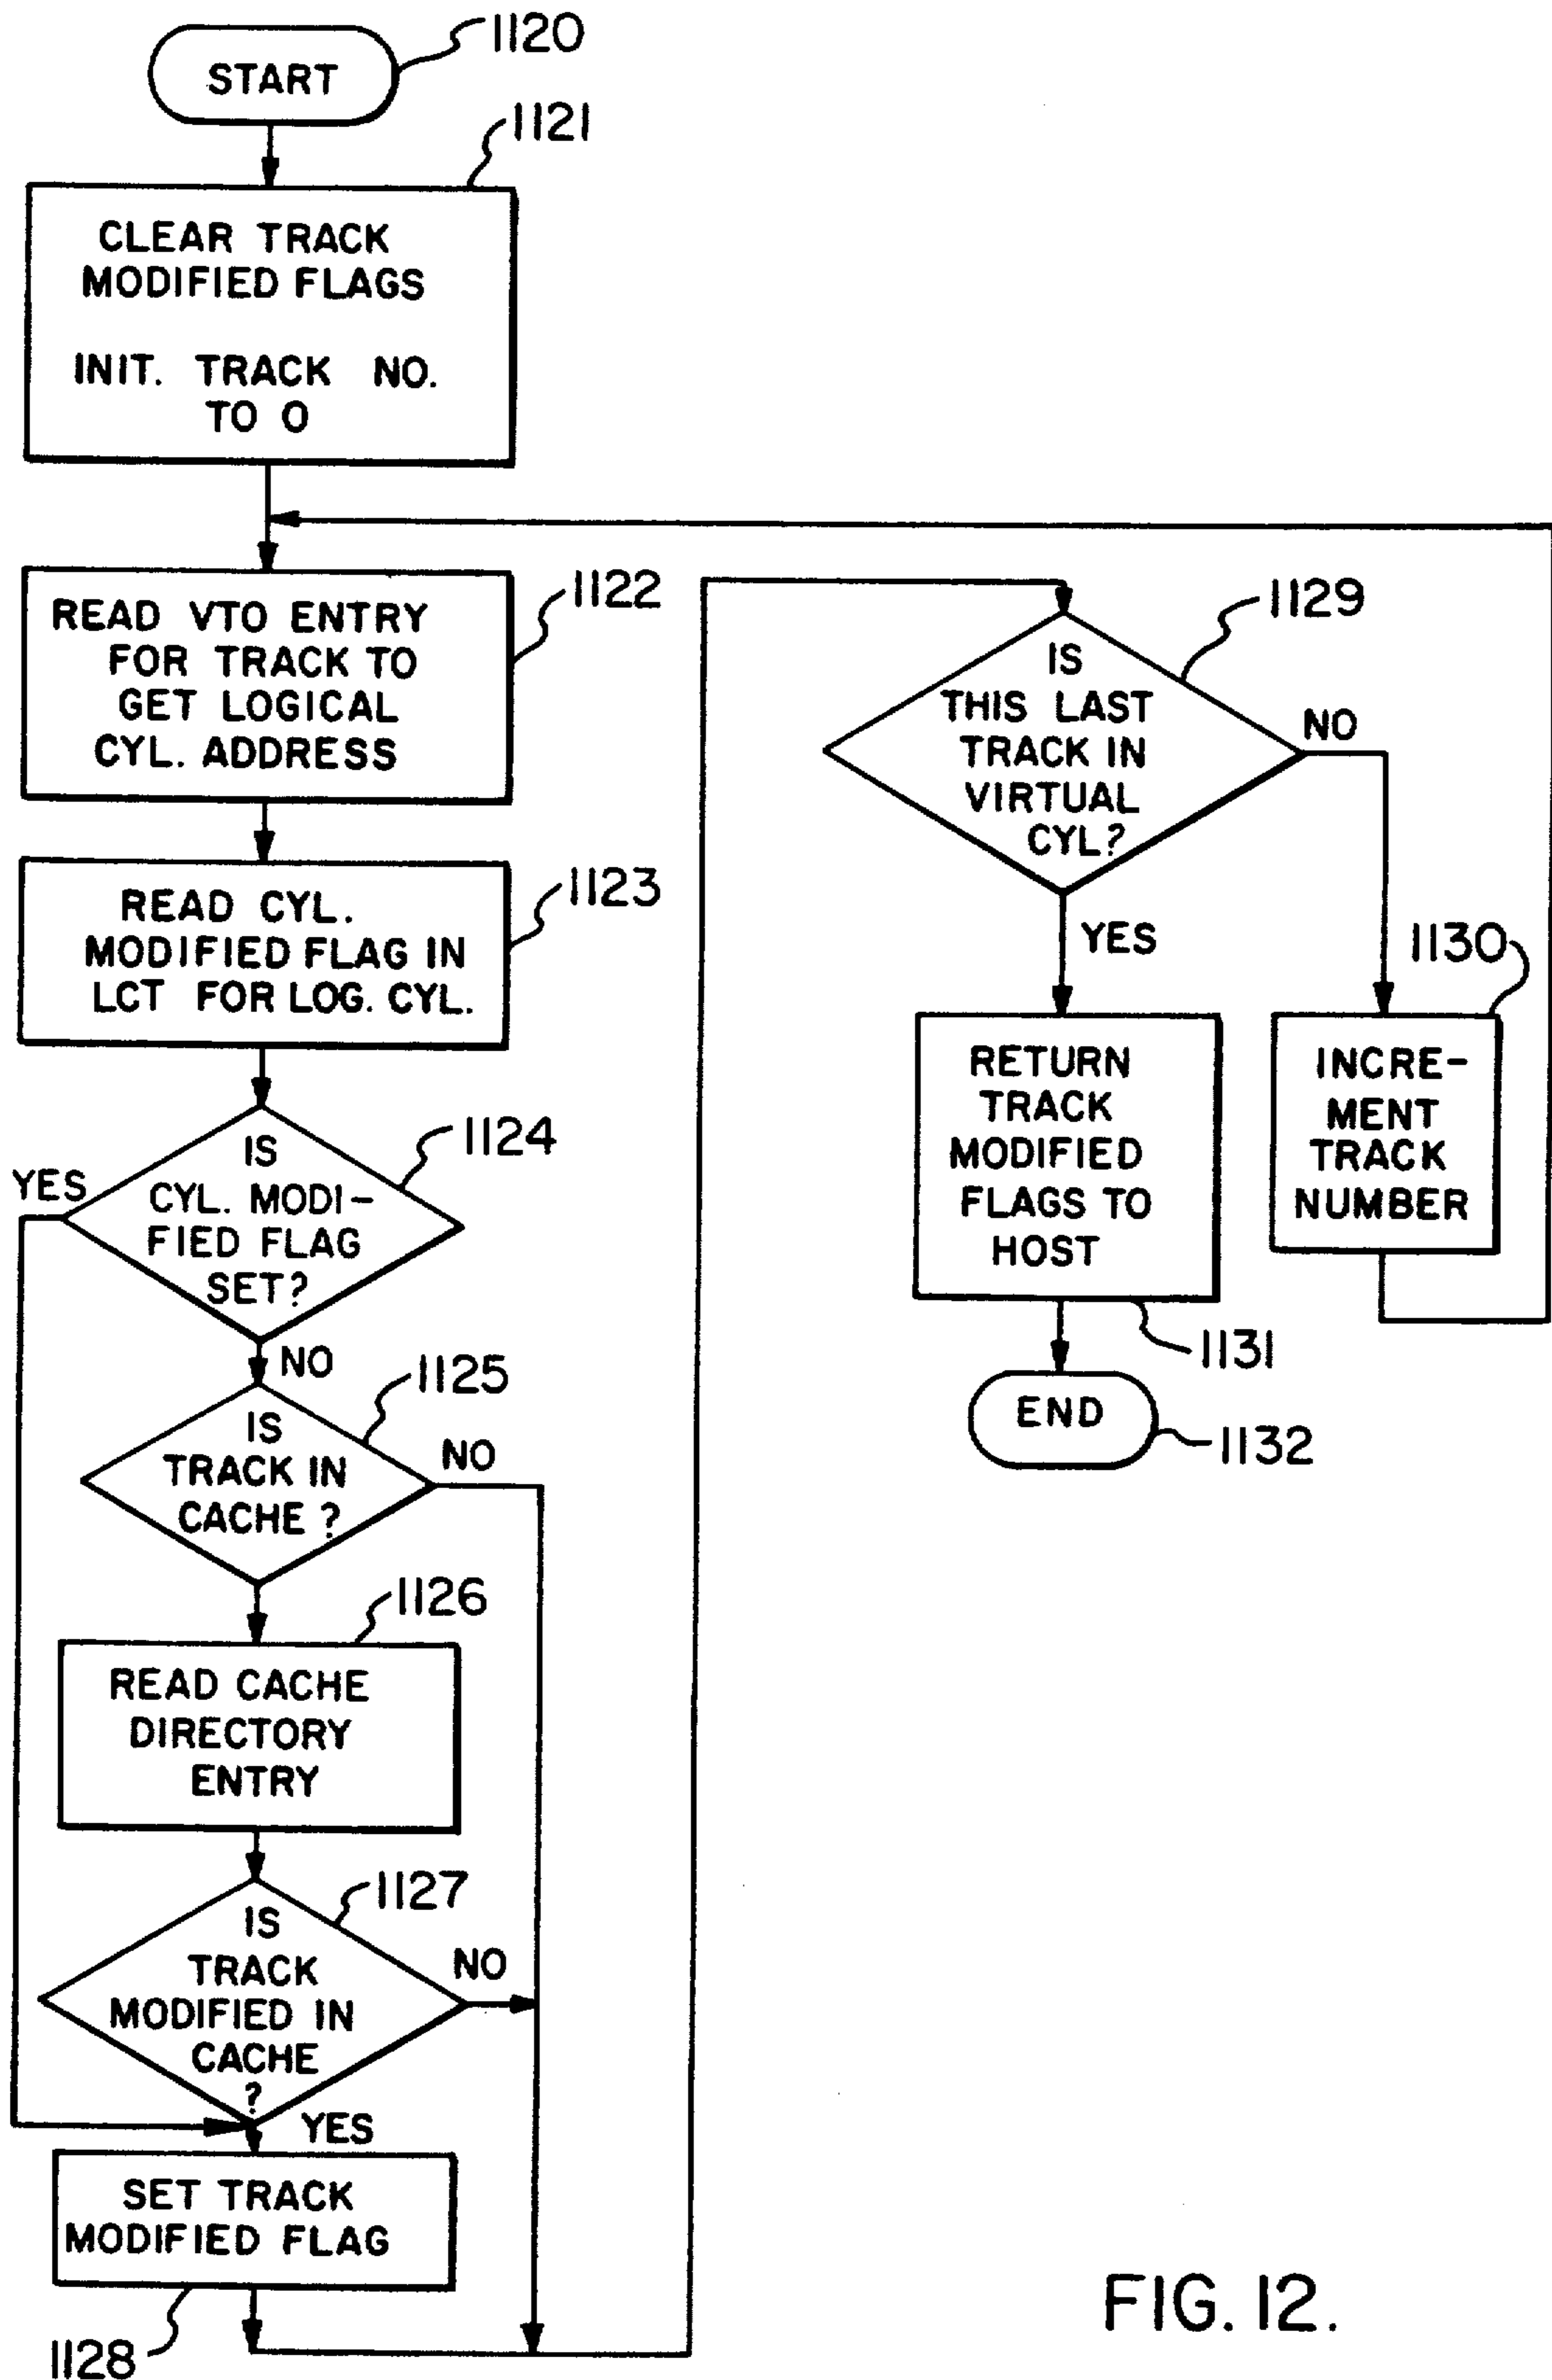 1120
START
1121
CLEAR TRACK
MODIFIED FLAGS
INIT. TRACK NO.
TO 0
1122
READ VTO ENTRY
FOR TRACK TO
GET LOGICAL
CYL. ADDRESS
1123
READ CYL.
MODIFIED FLAG IN
LCT FOR LOG. CYL.
1124
YES
IS
CYL. MODI-
FIED FLAG
SET?
NO
1125
IS
TRACK IN
CACHE ?
NO
1126
READ CACHE
DIRECTORY
ENTRY
1127
IS
TRACK
MODIFIED IN
CACHE
?
NO
YES
SET TRACK
MODIFIED FLAG
1128
1129
IS
THIS LAST
TRACK IN
VIRTUAL
CYL?
NO
YES
1130
INCRE-
MENT
TRACK
NUMBER
RETURN
TRACK
MODIFIED
FLAGS TO
HOST
1131
END
1132
FIG. 12.